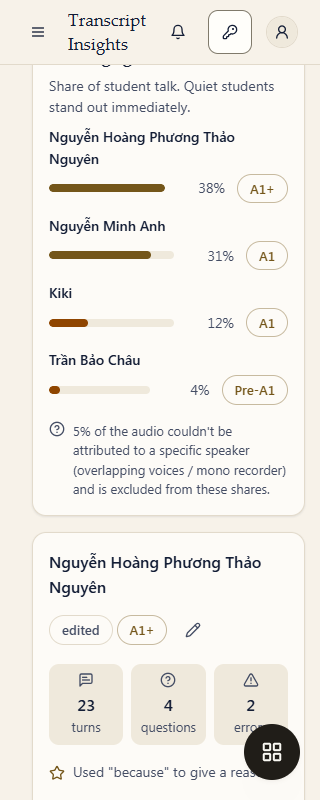 Transcript
Insights
Share of student talk. Quiet students
stand out immediately.
Nguyễn Hoàng Phương Thảo
Nguyên
38% A1+
Nguyễn Minh Anh
31% A1
Kiki
12% A1
Trần Bảo Châu
4% Pre-A1
5% of the audio couldn't be
attributed to a specific speaker
(overlapping voices / mono recorder)
and is excluded from these shares.
Nguyễn Hoàng Phương Thảo
Nguyên
edited A1+
23 4 2
turns questions
Used "because" to give a